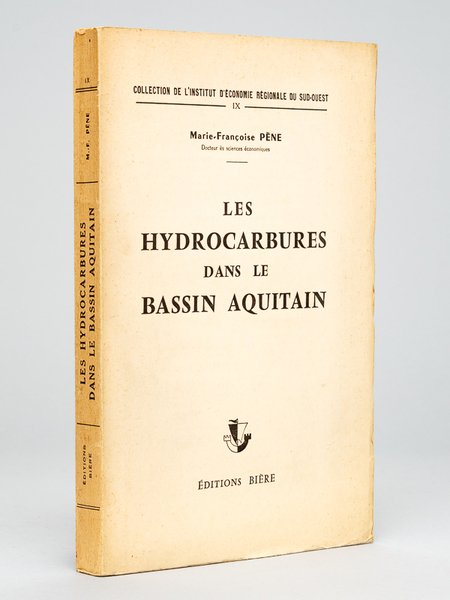 COLLECTION DE L'INSTITUT D'ÉCONOMIE RÉGIONALE DU SUD-OUEST
IX
Marie-Françoise PÈNE
Docteur ès sciences économiques
LES
HYDROCARBURES
DANS LE
BASSIN AQUITAIN
ÉDITIONS BIÈRE
IX
M.-F. PÈNE
LES HYDROCARBURES
DANS LE BASSIN AQUITAIN
ÉDITIONS
BIÈRE